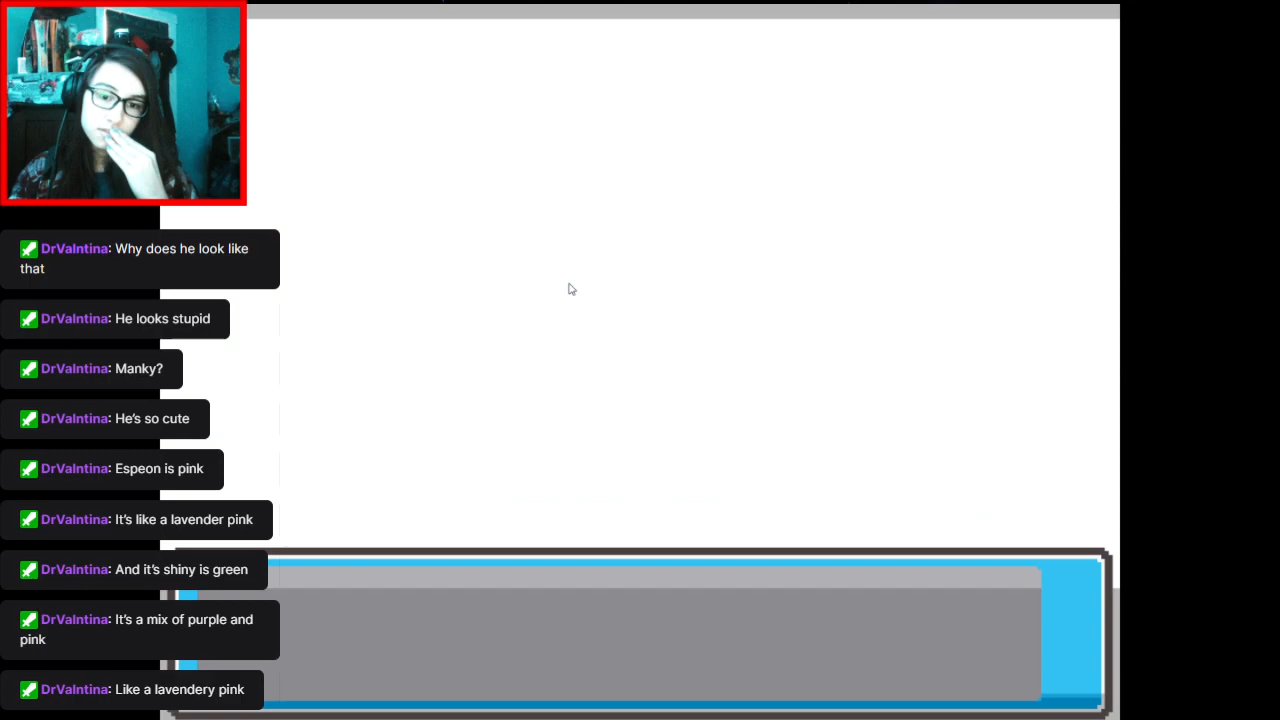 DrValntina: Why does he look like
that
DrValntina: He looks stupid
DrValntina: Manky?
DrValntina: He's so cute
DrValntina: Espeon is pink
DrValntina: It's like a lavender pink
DrValntina: And it's shiny is green
DrValntina: It's a mix of purple and
pink
DrValntina: Like a lavendery pink